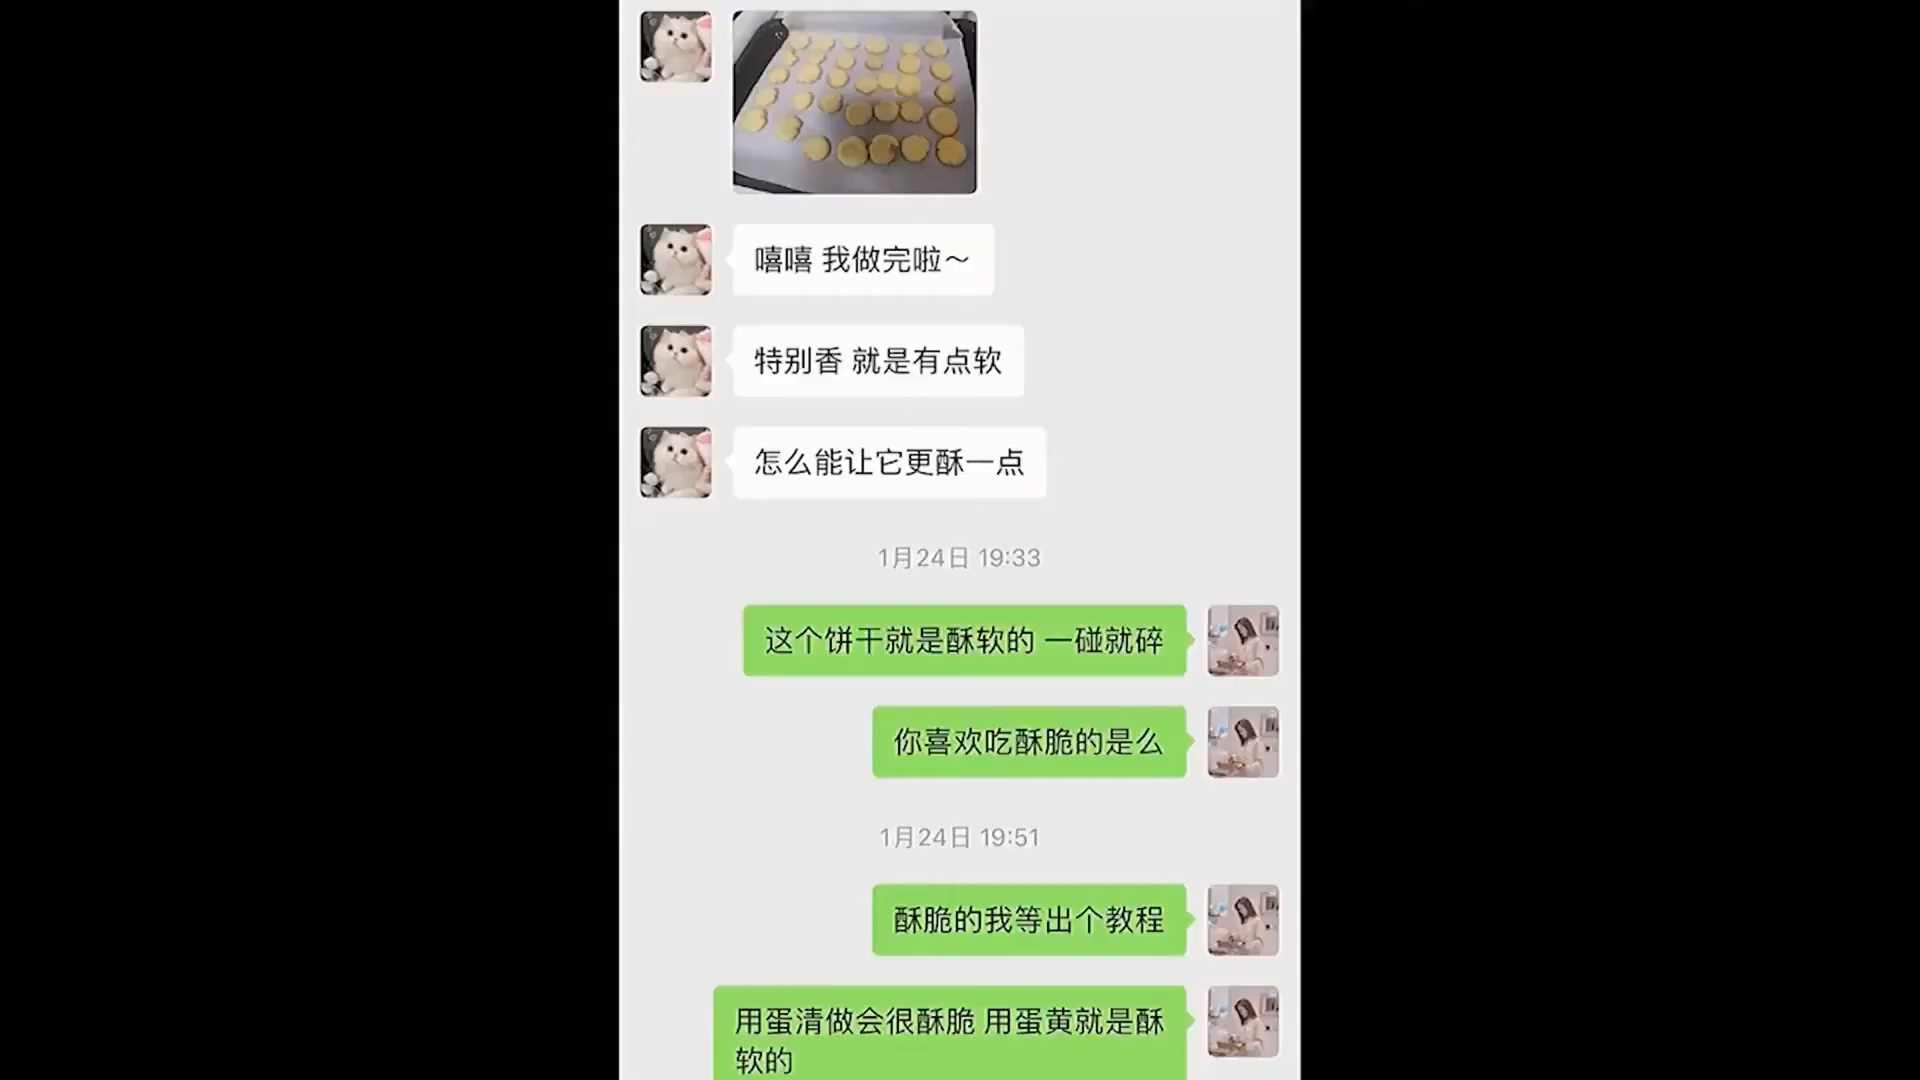 嘻嘻 我做完啦～
特别香 就是有点软
怎么能让它更酥一点
1月24日 19:33
这个饼干就是酥软的 一碰就碎
你喜欢吃酥脆的是么
1月24日 19:51
酥脆的我等出个教程
用蛋清做会很酥脆 用蛋黄就是酥
软的